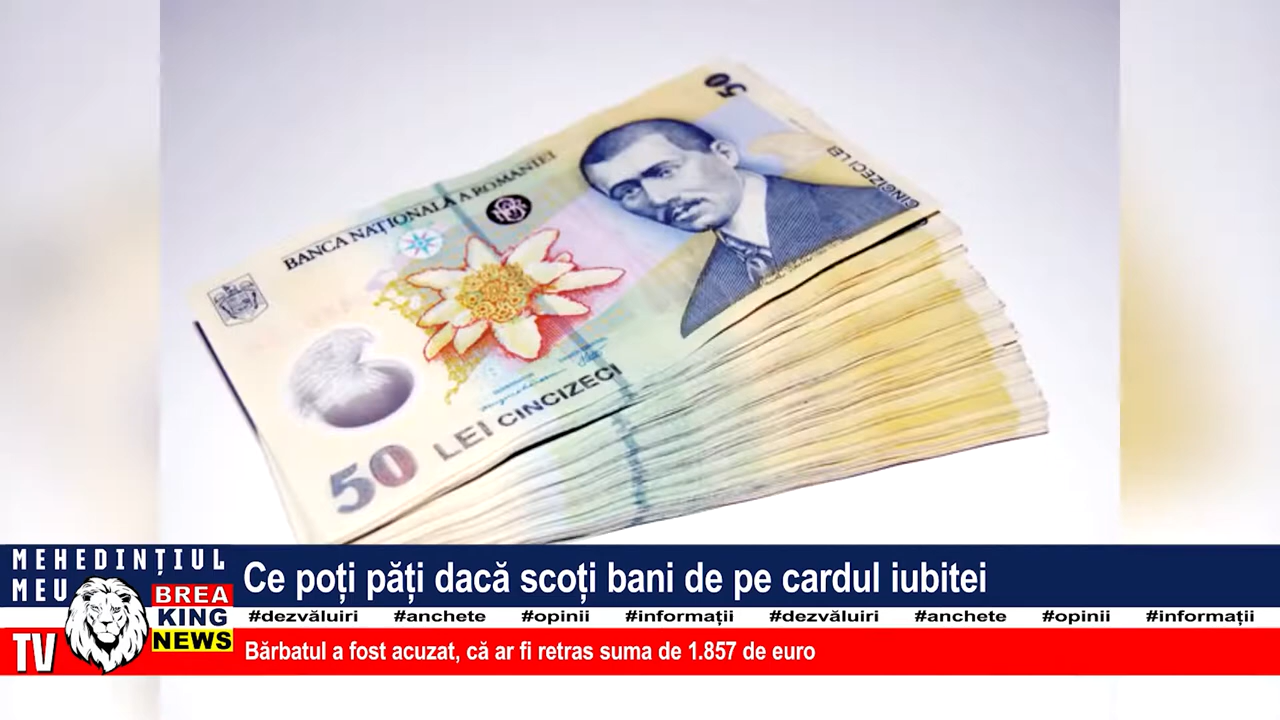 50
CINCIZECI LEI
BANCA NAȚIONALĂ A ROMANIEI
50 LEI CINCIZECI
MEHEDINȚIUL
MEU
BREA
KING
NEWS
TV
Ce poți păți dacă scoți bani de pe cardul iubitei
#dezvăluiri #anchete #opinii #informații #dezvăluiri #anchete #opinii #informații
Bărbatul a fost acuzat, că ar fi retras suma de 1.857 de euro